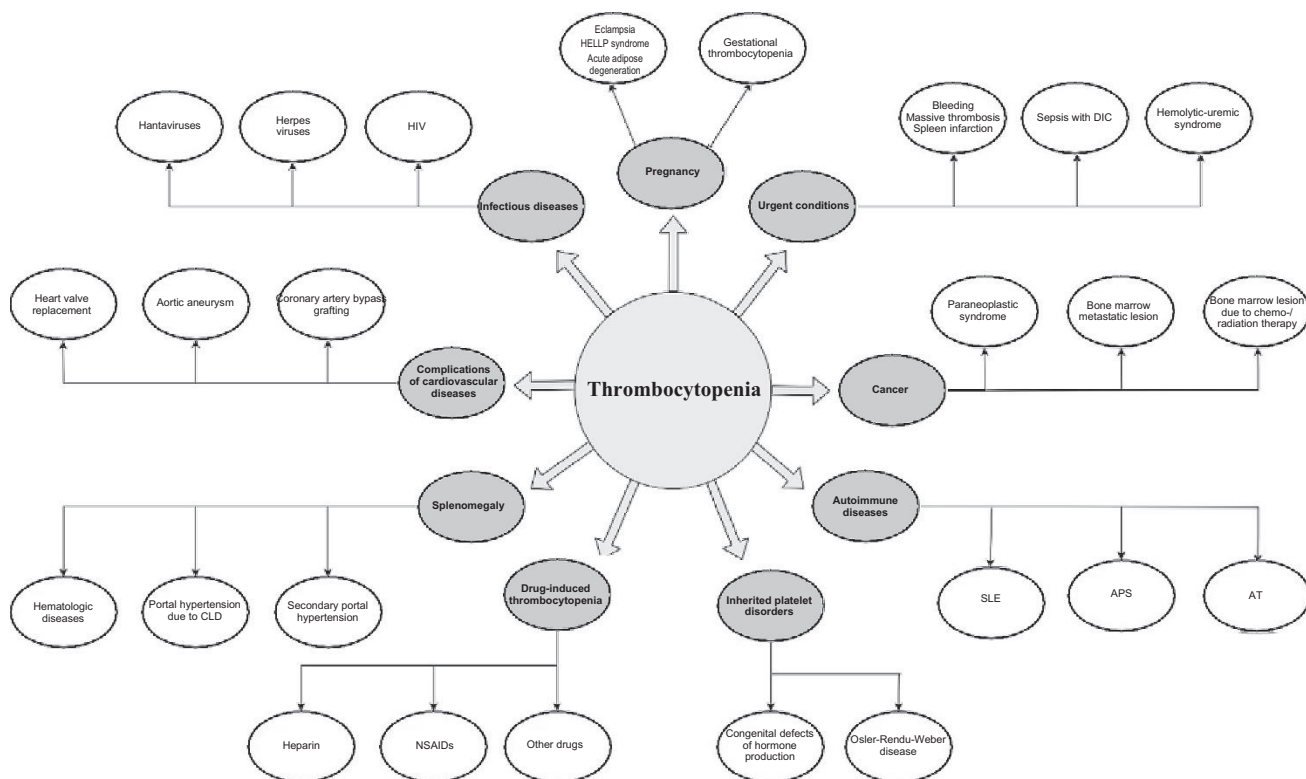 Eclampsia
HELLP syndrome
Acute adipose
degeneration
Gestational
thrombocytopenia
Hantaviruses
Herpes
viruses
HIV
Bleeding
Massive thrombosis
Spleen infarction
Sepsis with DIC
Hemolytic-uremic
syndrome
Pregnancy
Infectious diseases
Urgent conditions
Heart valve
replacement
Aortic aneurysm
Coronary artery bypass
grafting
Paraneoplastic
syndrome
Bone marrow
metastatic lesion
Bone marrow lesion
due to chemo-/
radiation therapy
Complications
of cardiovascular
diseases
Thrombocytopenia
Cancer
Splenomegaly
Autoimmune
diseases
Hematologic
diseases
Portal hypertension
due to CLD
Secondary portal
hypertension
Drug-induced
thrombocytopenia
Inherited platelet
disorders
SLE
APS
AT
Heparin
NSAIDs
Other drugs
Congenital defects
of hormone
production
Osler-Rendu-Weber
disease